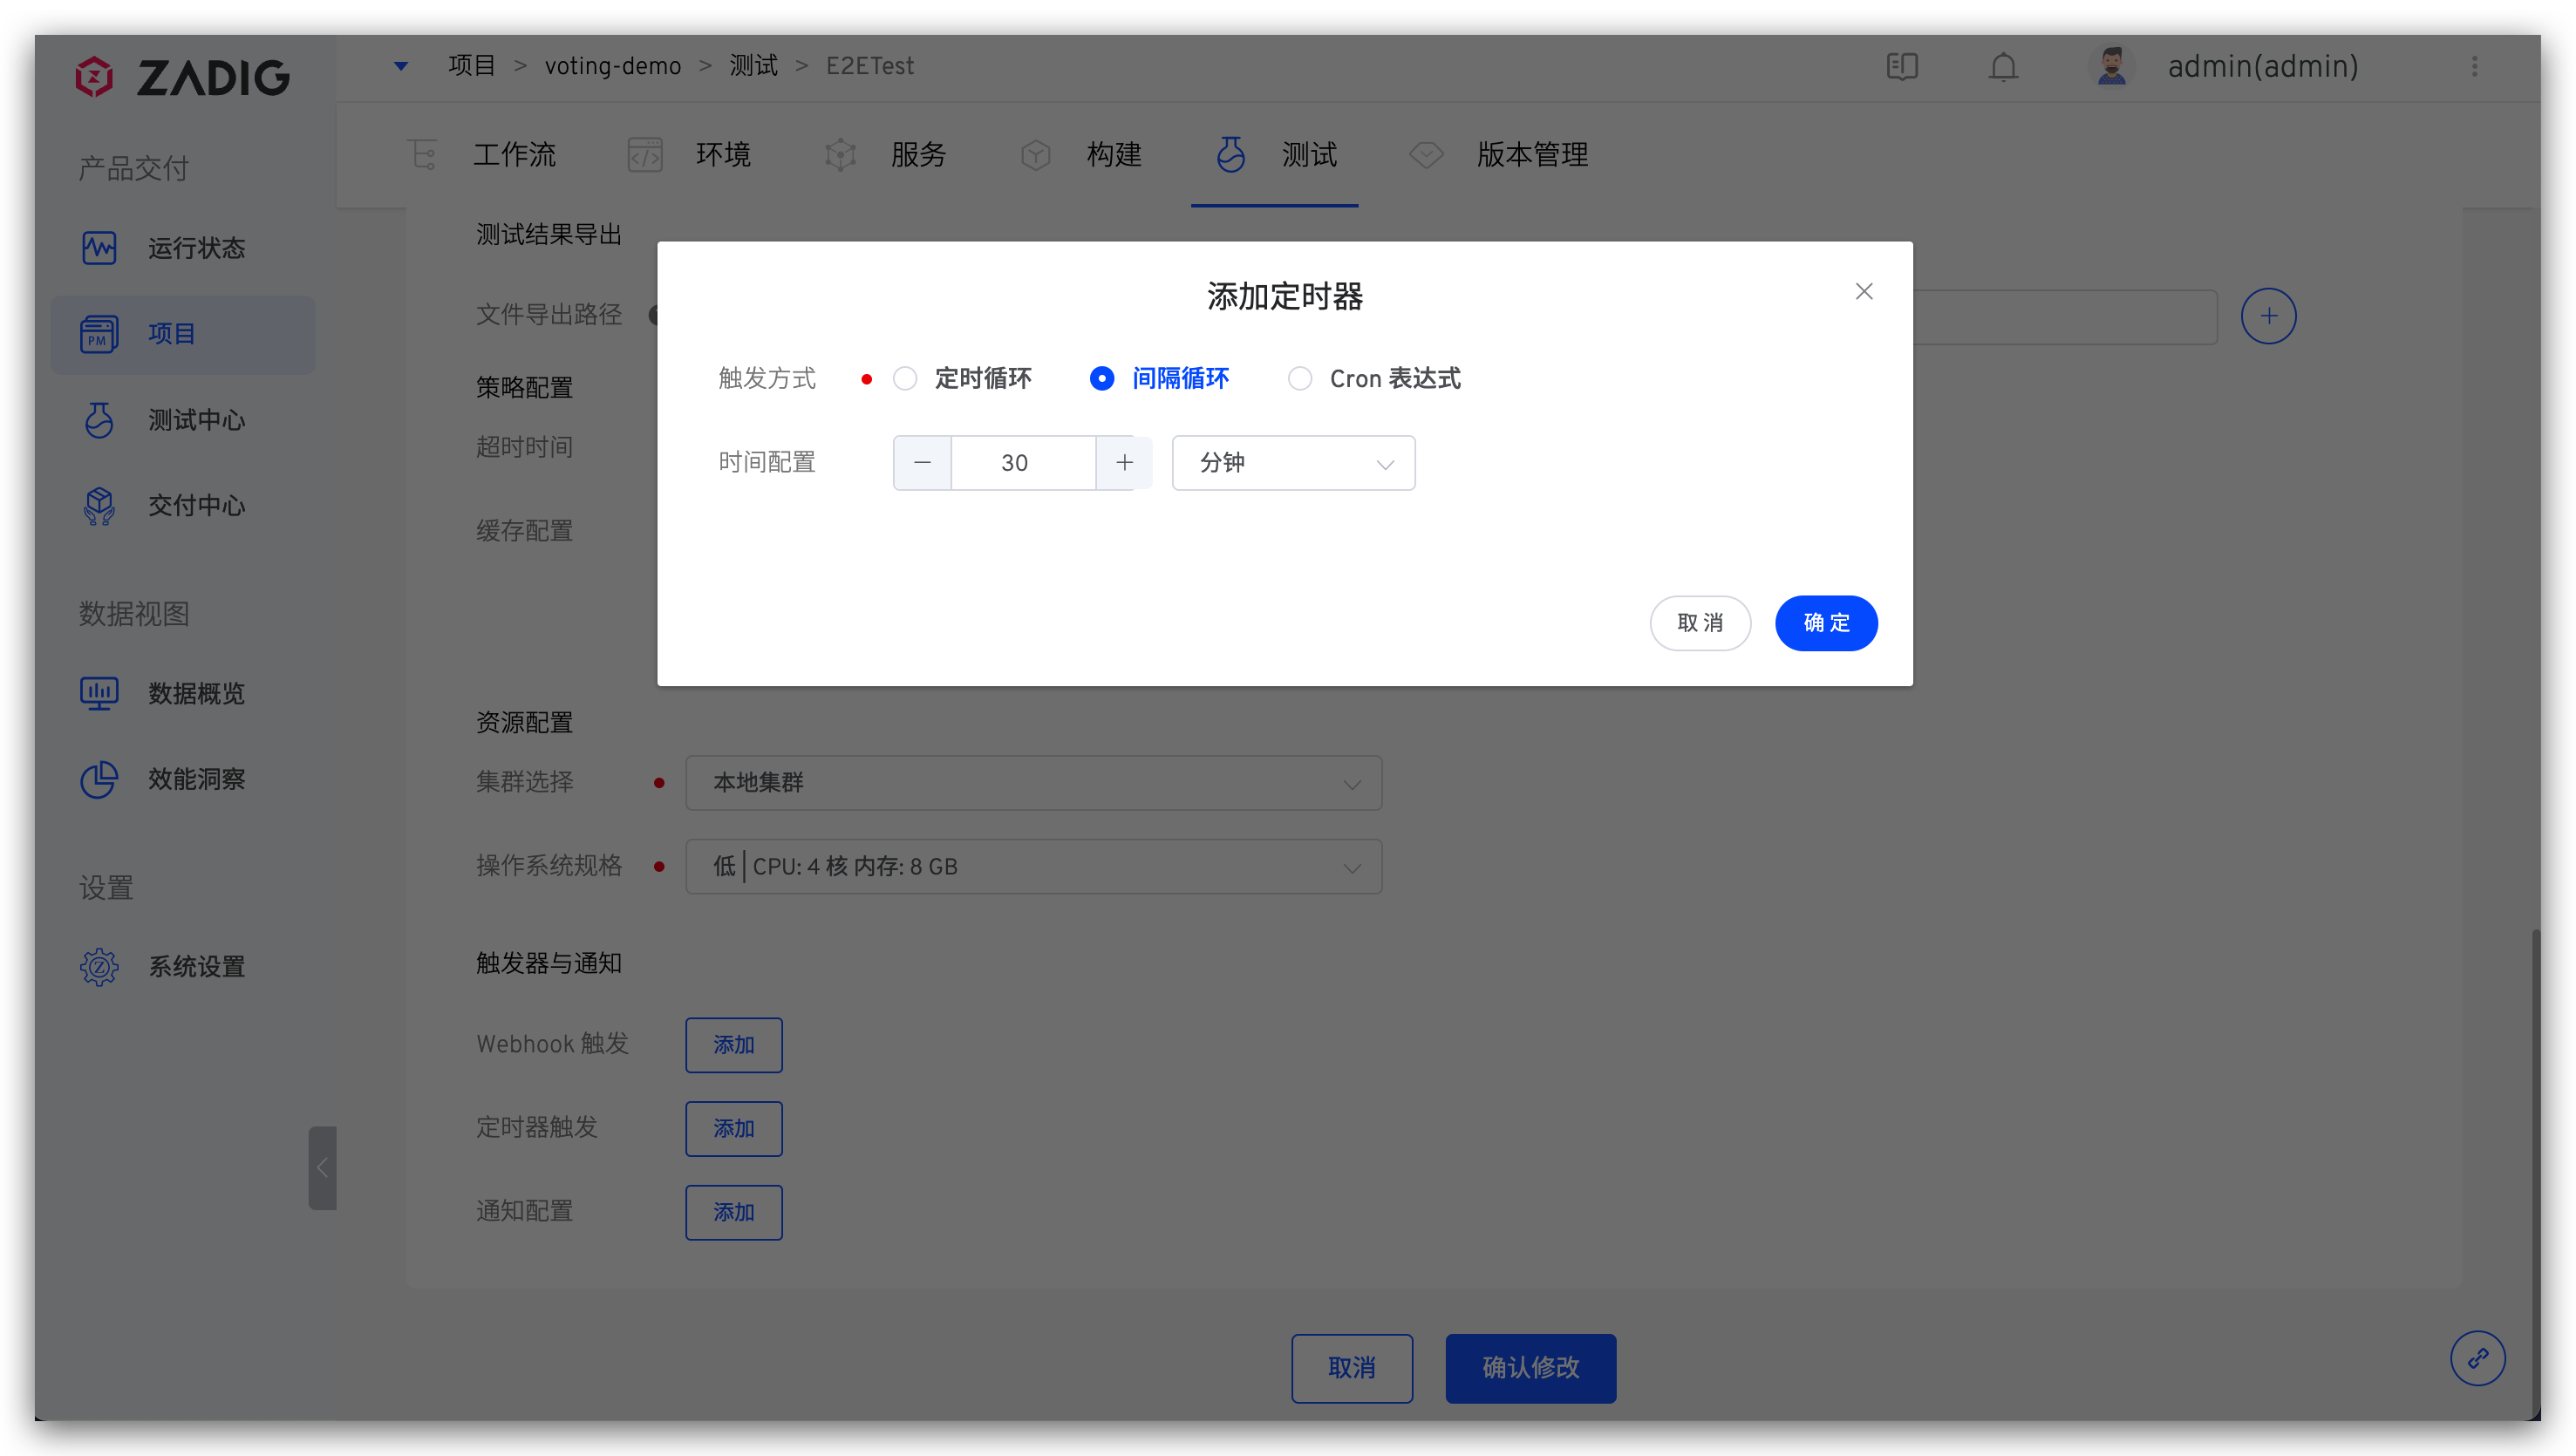 ZADIG
项目 > voting-demo > 测试 > E2ETest
admin(admin)
产品交付
运行状态
PM
项目
测试中心
交付中心
数据视图
数据概览
效能洞察
设置
系统设置
工作流
环境
服务
构建
测试
版本管理
测试结果导出
文件导出路径
策略配置
超时时间
缓存配置
添加定时器
触发方式 定时循环 间隔循环 Cron 表达式
时间配置 30 分钟
取消 确定
资源配置
集群选择 本地集群
操作系统规格 低 | CPU: 4 核 内存: 8 GB
触发器与通知
Webhook 触发 添加
定时器触发 添加
通知配置 添加
取消 确认修改